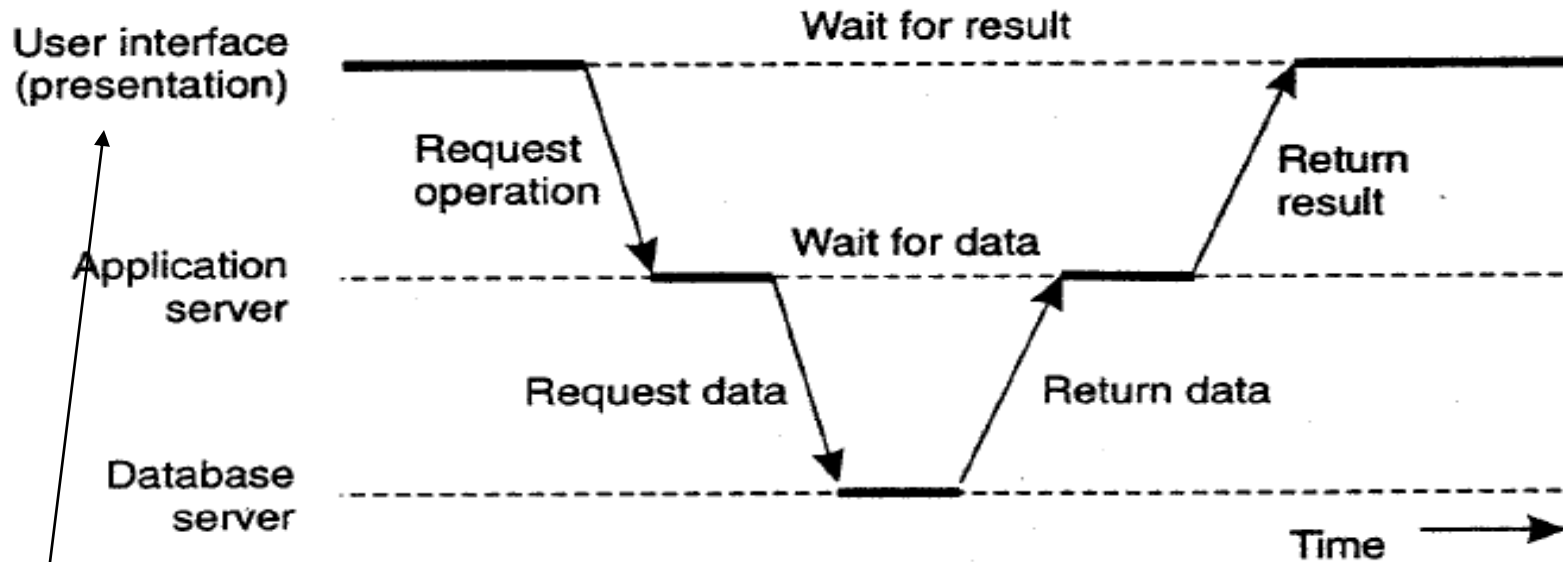 User interface
(presentation)
Wait for result
Request
operation
Return
result
Wait for data
Application
server
Request data
Return data
Database
server
Time